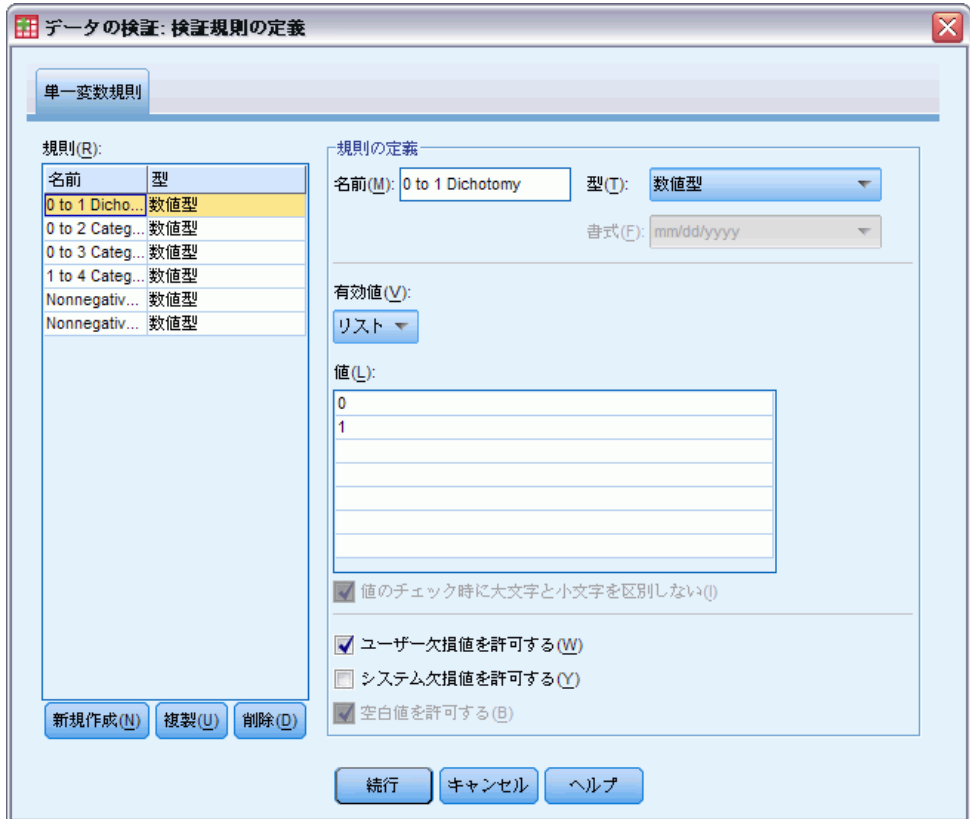 データの検証: 検証規則の定義
単一変数規則
規則(R):
名前 型
0 to 1 Dicho... 数値型
0 to 2 Categ... 数値型
0 to 3 Categ... 数値型
1 to 4 Categ... 数値型
Nonnegativ... 数値型
Nonnegativ... 数値型
新規作成(N) 複製(U) 削除(D)
規則の定義
名前(M): 0 to 1 Dichotomy 型(T): 数値型
書式(F): mm/dd/yyyy
有効値(V):
リスト
値(L):
0
1
値のチェック時に大文字と小文字を区別しない(I)
ユーザー欠損値を許可する(W)
システム欠損値を許可する(Y)
空白値を許可する(B)
続行 キャンセル ヘルプ